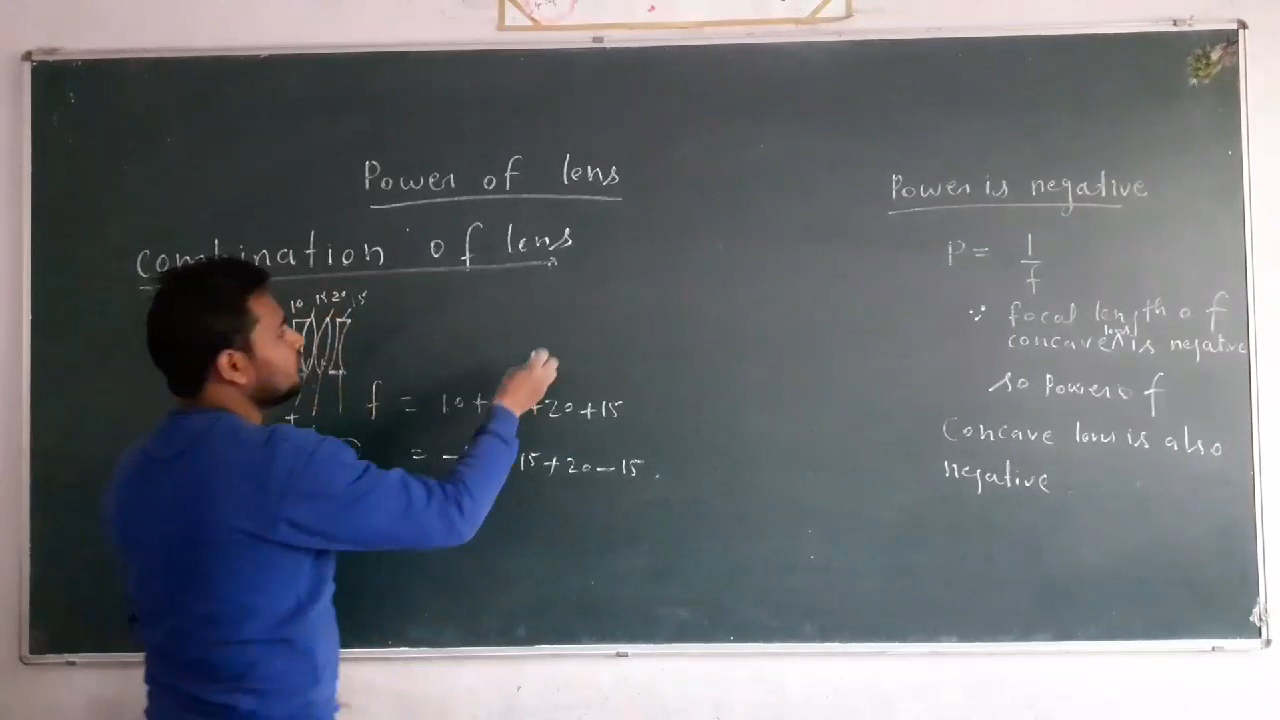 Power of lens
combination of lens
10 15 20 15
f = 10+ +20+15
= - 15+20-15.
Power is negative
P = 1/f
∵ focal length of
concave lens is negative
so Power of
Concave lens is also
negative